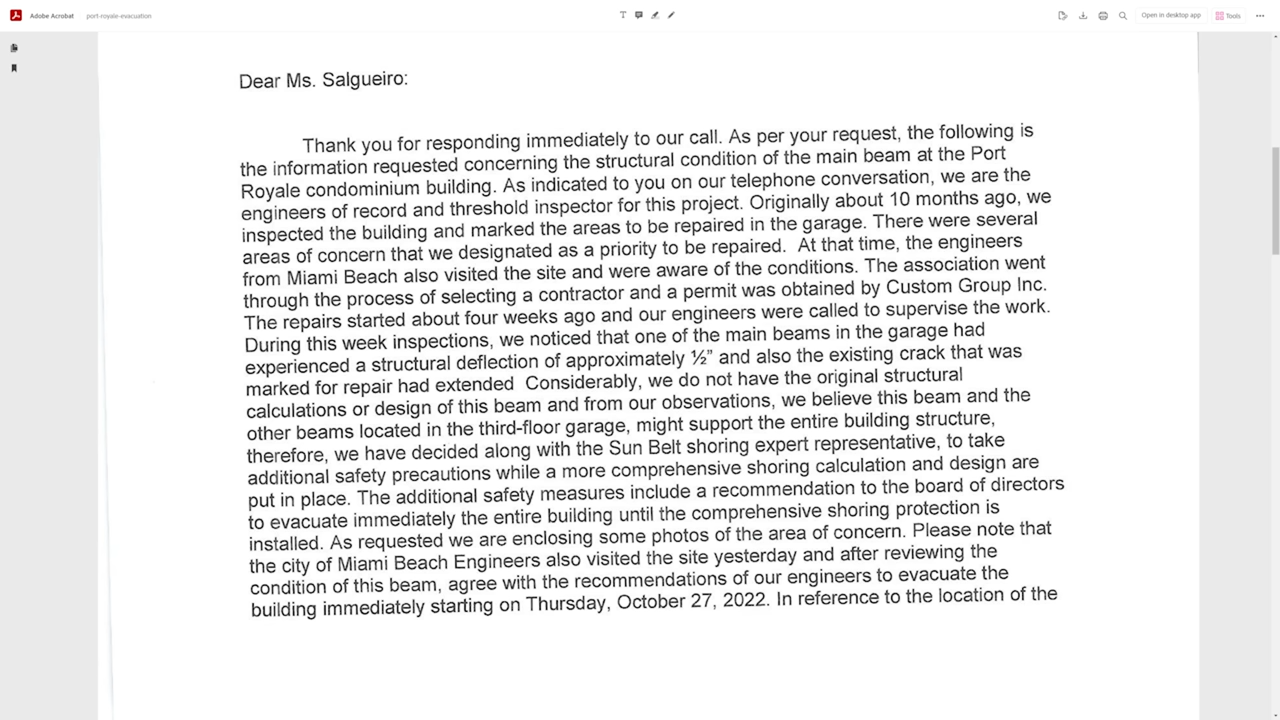 Adobe Acrobat
port-royale-evacuation
Open in desktop app
Tools
Dear Ms. Salgueiro:
Thank you for responding immediately to our call. As per your request, the following is
the information requested concerning the structural condition of the main beam at the Port
Royale condominium building. As indicated to you on our telephone conversation, we are the
engineers of record and threshold inspector for this project. Originally about 10 months ago, we
inspected the building and marked the areas to be repaired in the garage. There were several
areas of concern that we designated as a priority to be repaired. At that time, the engineers
from Miami Beach also visited the site and were aware of the conditions. The association went
through the process of selecting a contractor and a permit was obtained by Custom Group Inc.
The repairs started about four weeks ago and our engineers were called to supervise the work.
During this week inspections, we noticed that one of the main beams in the garage had
experienced a structural deflection of approximately ½” and also the existing crack that was
marked for repair had extended Considerably, we do not have the original structural
calculations or design of this beam and from our observations, we believe this beam and the
other beams located in the third-floor garage, might support the entire building structure,
therefore, we have decided along with the Sun Belt shoring expert representative, to take
additional safety precautions while a more comprehensive shoring calculation and design are
put in place. The additional safety measures include a recommendation to the board of directors
to evacuate immediately the entire building until the comprehensive shoring protection is
installed. As requested we are enclosing some photos of the area of concern. Please note that
the city of Miami Beach Engineers also visited the site yesterday and after reviewing the
condition of this beam, agree with the recommendations of our engineers to evacuate the
building immediately starting on Thursday, October 27, 2022. In reference to the location of the